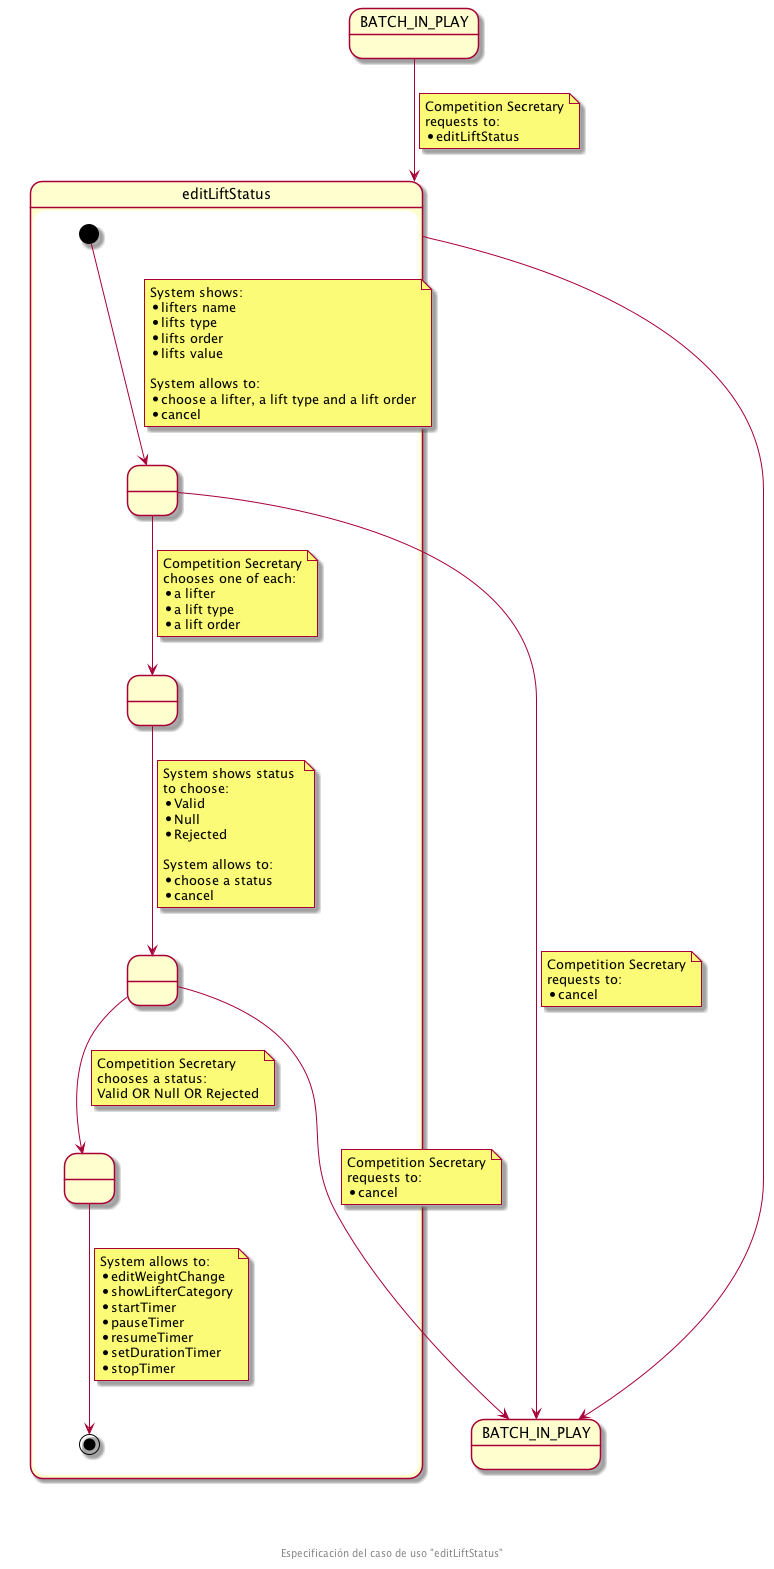 BATCH_IN_PLAY
Competition Secretary
requests to:
• editLiftStatus
editLiftStatus
System shows:
• lifters name
• lifts type
• lifts order
• lifts value
System allows to:
• choose a lifter, a lift type and a lift order
• cancel
Competition Secretary
chooses one of each:
• a lifter
• a lift type
• a lift order
System shows status
to choose:
• Valid
• Null
• Rejected
System allows to:
• choose a status
• cancel
Competition Secretary
requests to:
• cancel
Competition Secretary
chooses a status:
Valid OR Null OR Rejected
Competition Secretary
requests to:
• cancel
System allows to:
• editWeightChange
• showLifterCategory
• startTimer
• pauseTimer
• resumeTimer
• setDurationTimer
• stopTimer
BATCH_IN_PLAY
Especificación del caso de uso "editLiftStatus"